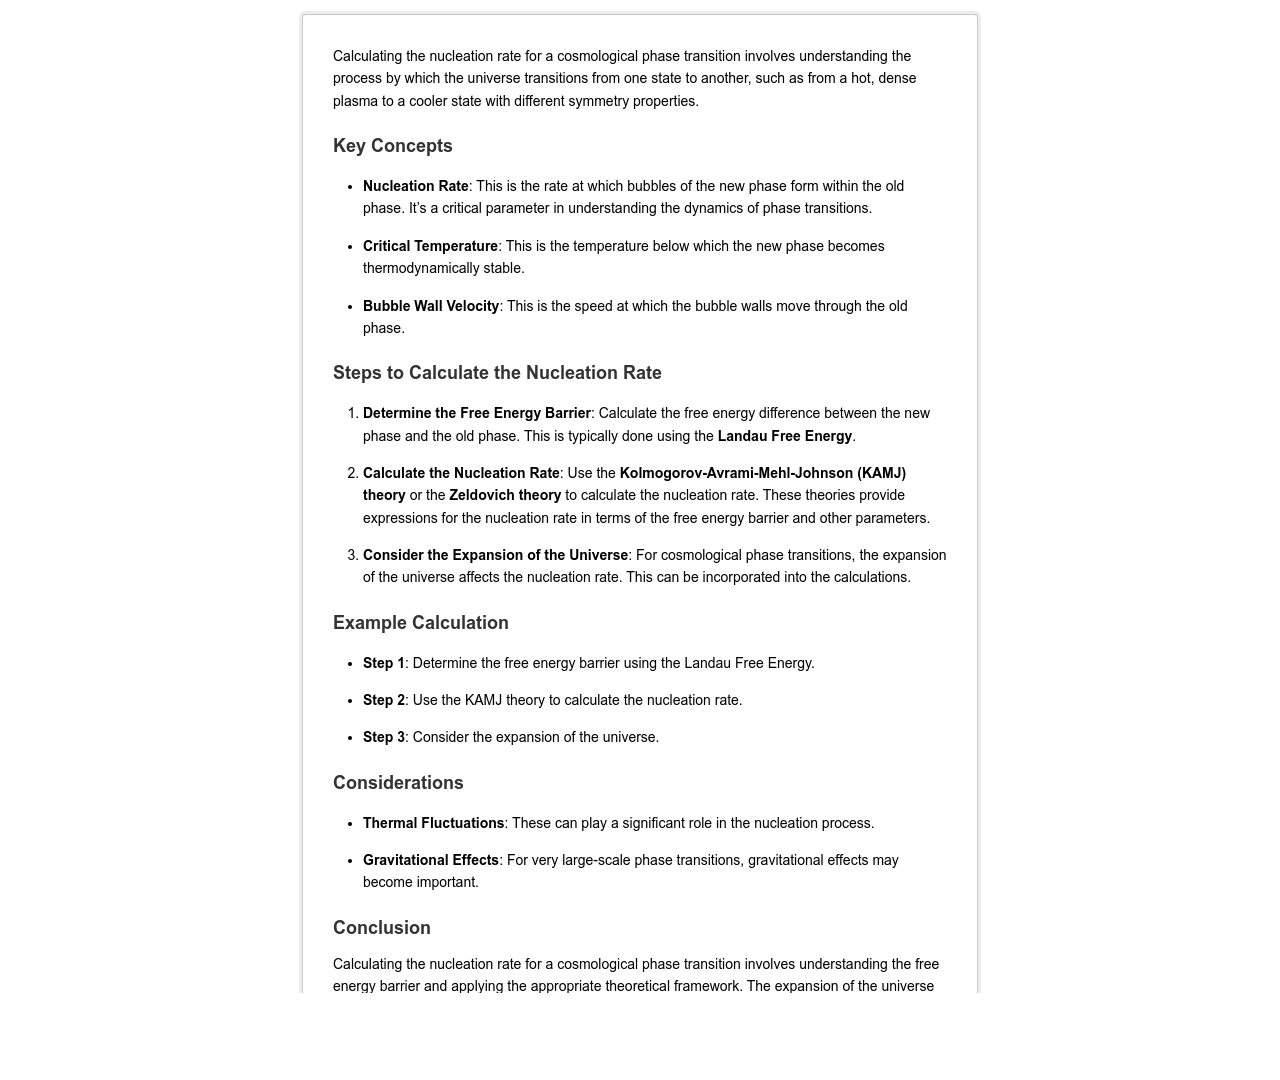 Calculating the nucleation rate for a cosmological phase transition involves understanding the
process by which the universe transitions from one state to another, such as from a hot, dense
plasma to a cooler state with different symmetry properties.
Key Concepts
• Nucleation Rate: This is the rate at which bubbles of the new phase form within the old
phase. It's a critical parameter in understanding the dynamics of phase transitions.
• Critical Temperature: This is the temperature below which the new phase becomes
thermodynamically stable.
• Bubble Wall Velocity: This is the speed at which the bubble walls move through the old
phase.
Steps to Calculate the Nucleation Rate
1. Determine the Free Energy Barrier: Calculate the free energy difference between the new
phase and the old phase. This is typically done using the Landau Free Energy.
2. Calculate the Nucleation Rate: Use the Kolmogorov-Avrami-Mehl-Johnson (KAMJ)
theory or the Zeldovich theory to calculate the nucleation rate. These theories provide
expressions for the nucleation rate in terms of the free energy barrier and other parameters.
3. Consider the Expansion of the Universe: For cosmological phase transitions, the expansion
of the universe affects the nucleation rate. This can be incorporated into the calculations.
Example Calculation
• Step 1: Determine the free energy barrier using the Landau Free Energy.
• Step 2: Use the KAMJ theory to calculate the nucleation rate.
• Step 3: Consider the expansion of the universe.
Considerations
• Thermal Fluctuations: These can play a significant role in the nucleation process.
• Gravitational Effects: For very large-scale phase transitions, gravitational effects may
become important.
Conclusion
Calculating the nucleation rate for a cosmological phase transition involves understanding the free
energy barrier and applying the appropriate theoretical framework. The expansion of the universe